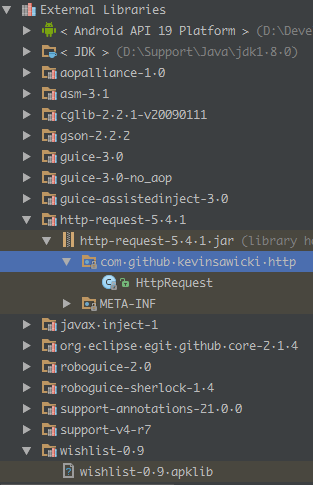 External Libraries
< Android API 19 Platform > (D:\Deve
< JDK > (D:\Support\Java\jdk1.8.0)
aopalliance-1.0
asm-3.1
cglib-2.2.1-v20090111
gson-2.2.2
guice-3.0
guice-3.0-no_aop
guice-assistedinject-3.0
http-request-5.4.1
http-request-5.4.1.jar (library ho
com.github.kevinsawicki.http
HttpRequest
META-INF
javax.inject-1
org.eclipse.egit.github.core-2.1.4
roboguice-2.0
roboguice-sherlock-1.4
support-annotations-21.0.0
support-v4-r7
wishlist-0.9
wishlist-0.9.apklib